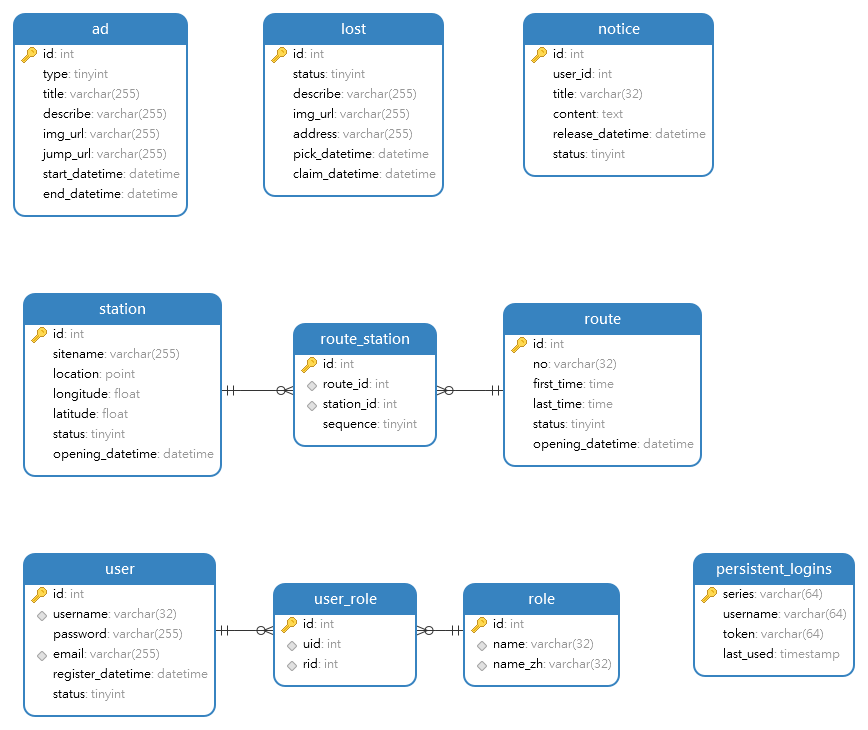 ad
id: int
type: tinyint
title: varchar(255)
describe: varchar(255)
img_url: varchar(255)
jump_url: varchar(255)
start_datetime: datetime
end_datetime: datetime
lost
id: int
status: tinyint
describe: varchar(255)
img_url: varchar(255)
address: varchar(255)
pick_datetime: datetime
claim_datetime: datetime
notice
id: int
user_id: int
title: varchar(32)
content: text
release_datetime: datetime
status: tinyint
station
id: int
sitename: varchar(255)
location: point
longitude: float
latitude: float
status: tinyint
opening_datetime: datetime
route_station
id: int
route_id: int
station_id: int
sequence: tinyint
route
id: int
no: varchar(32)
first_time: time
last_time: time
status: tinyint
opening_datetime: datetime
user
id: int
username: varchar(32)
password: varchar(255)
email: varchar(255)
register_datetime: datetime
status: tinyint
user_role
id: int
uid: int
rid: int
role
id: int
name: varchar(32)
name_zh: varchar(32)
persistent_logins
series: varchar(64)
username: varchar(64)
token: varchar(64)
last_used: timestamp